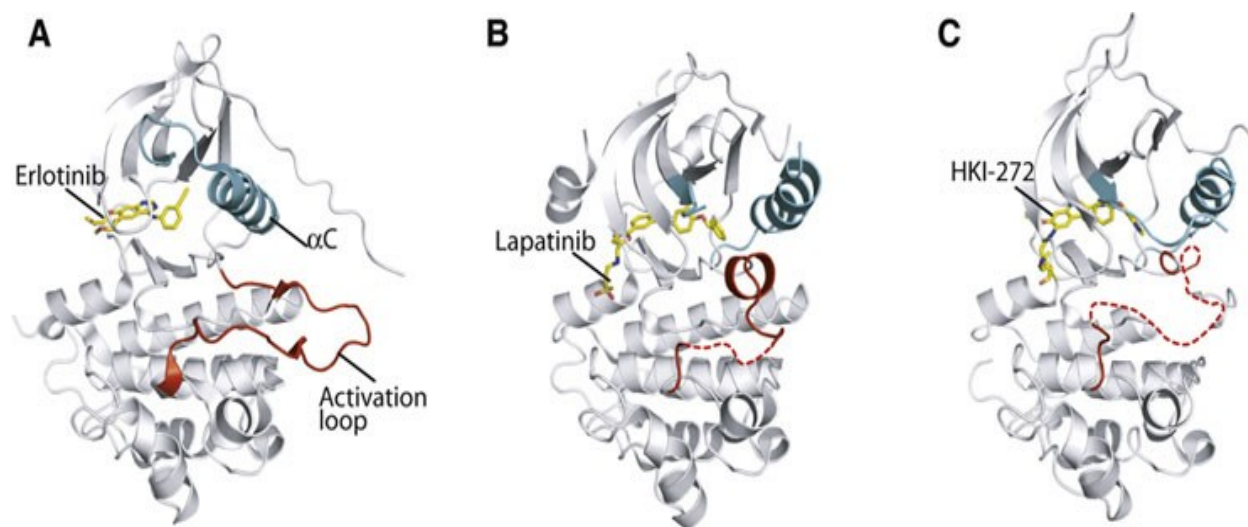 A
B
C
Erlotinib
αC
Activation
loop
Lapatinib
HKI-272